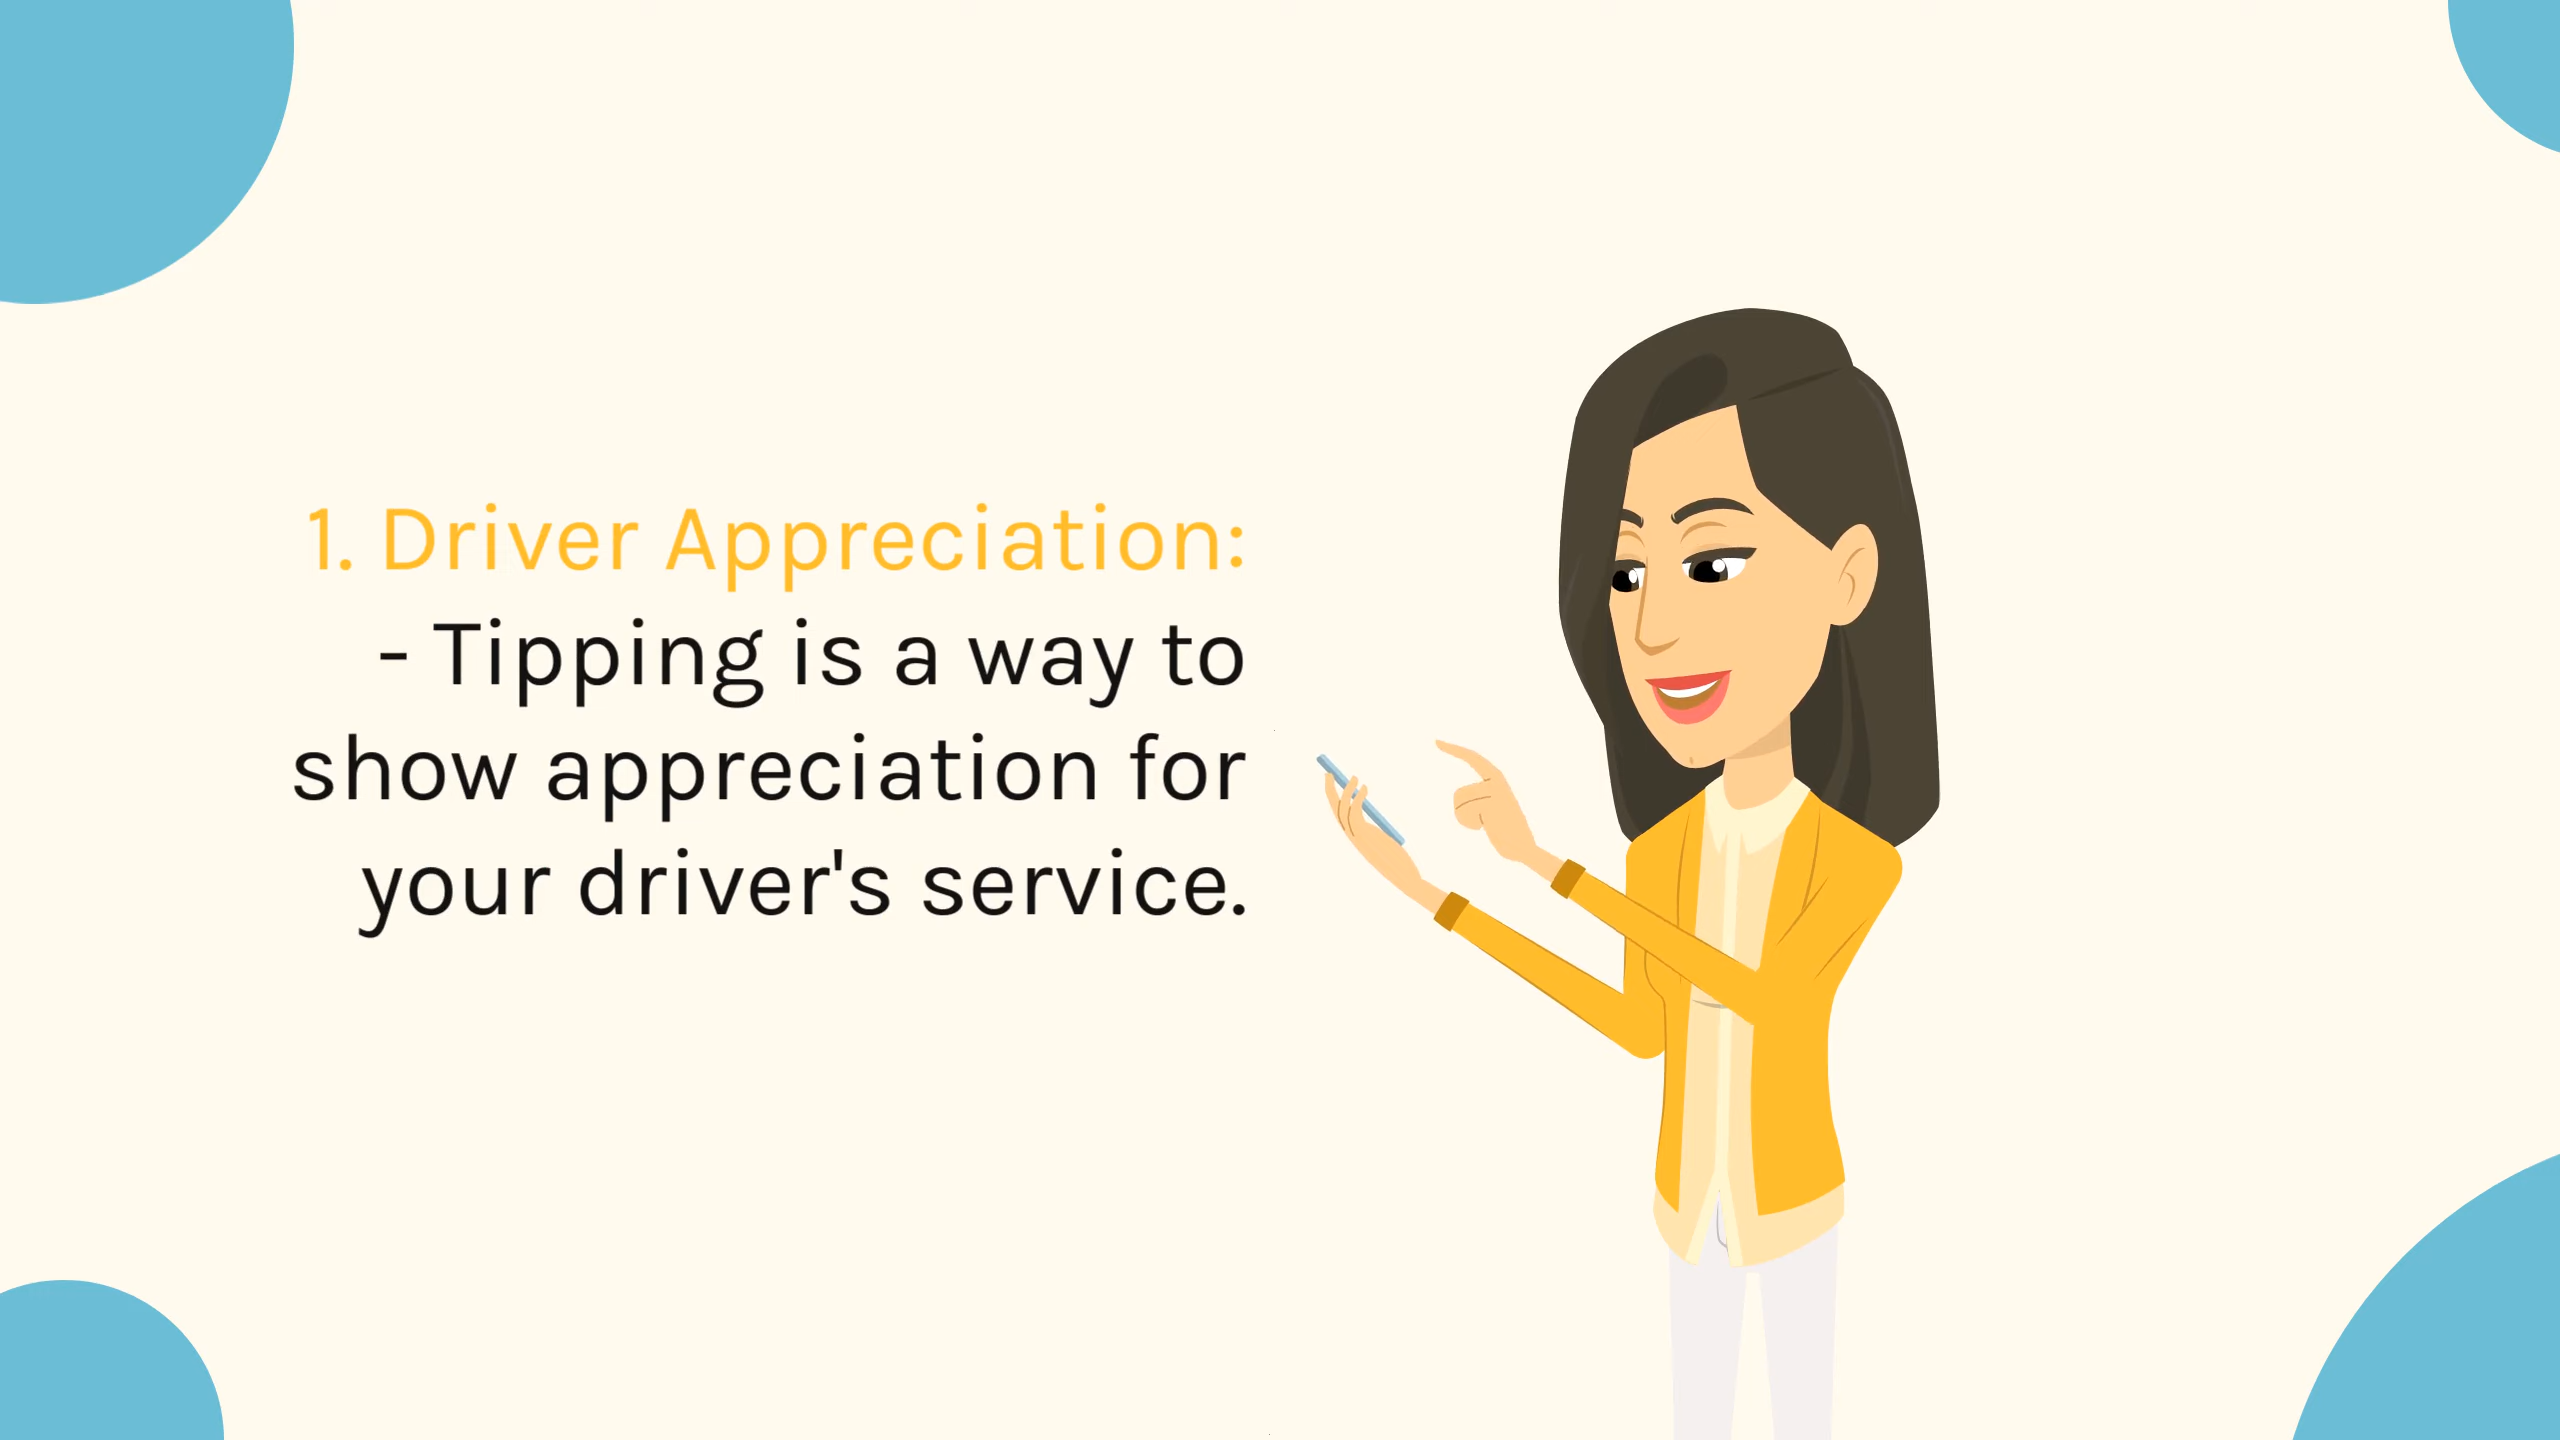 1. Driver Appreciation:
- Tipping is a way to
show appreciation for
your driver's service.